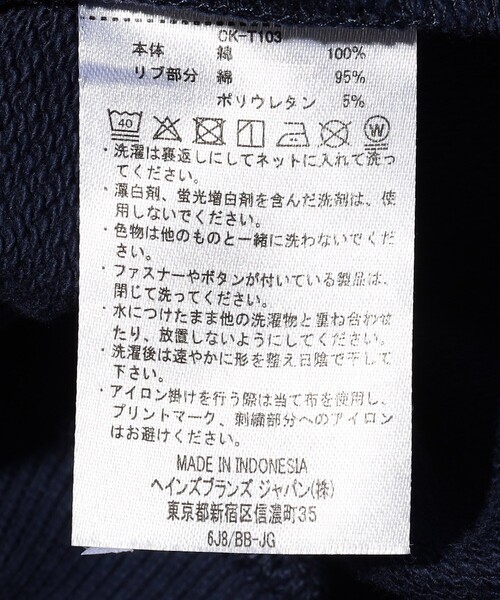 CK-T103
本体 綿 100%
リブ部分 綿 95%
ポリウレタン 5%
40 W
・洗濯は裏返しにしてネットに入れて洗っ
てください。
・漂白剤、蛍光増白剤を含んだ洗剤は、使
用しないでください。
・色物は他のものと一緒に洗わないでくだ
さい。
・ファスナーやボタンが付いている製品は、
閉じて洗ってください。
・水につけたまま他の洗濯物と重ね合わせ
たり、放置しないようにしてください。
・洗濯後は速やかに形を整え日陰で干して
下さい。
・アイロン掛けを行う際は当て布を使用し、
プリントマーク、刺繍部分へのアイロン
はお避けください。
MADE IN INDONESIA
ヘインズブランズ ジャパン(株)
東京都新宿区信濃町35
6J8/BB-JG